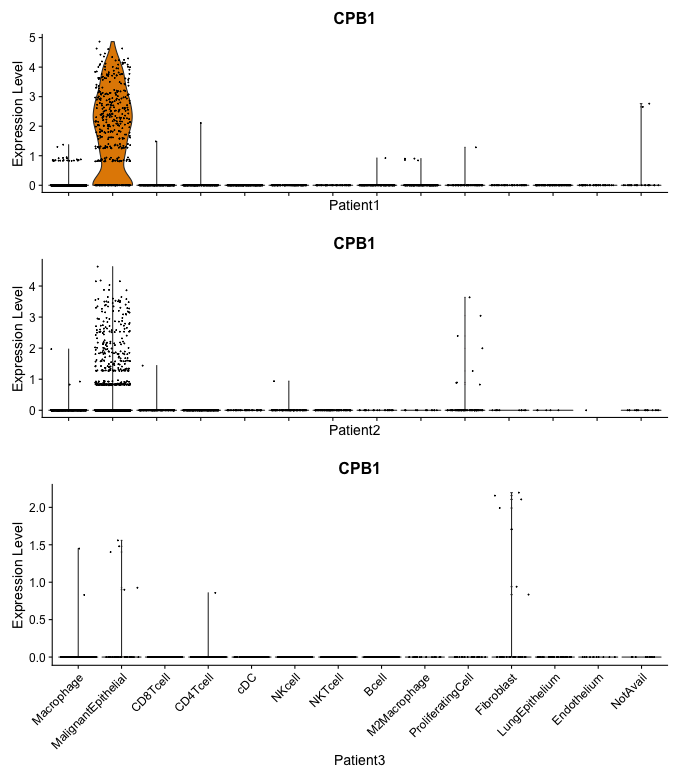 CPB1
Expression Level
5
4
3
2
1
0
Patient1
CPB1
Expression Level
4
3
2
1
0
Patient2
CPB1
Expression Level
2.0
1.5
1.0
0.5
0.0
Macrophage
MalignantEpithelial
CD8Tcell
CD4Tcell
cDC
NKcell
NKTcell
Bcell
M2Macrophage
ProliferatingCell
Fibroblast
LungEpithelium
Endothelium
NotAvail
Patient3